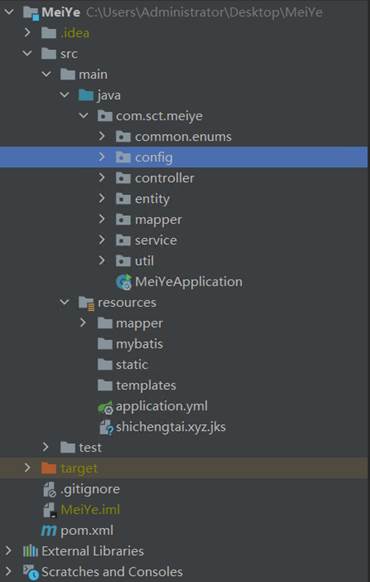 MeiYe C:\Users\Administrator\Desktop\MeiYe
.idea
src
main
java
com.sct.meiye
common.enums
config
controller
entity
mapper
service
util
MeiYeApplication
resources
mapper
mybatis
static
templates
application.yml
shichengtai.xyz.jks
test
target
.gitignore
MeiYe.iml
pom.xml
External Libraries
Scratches and Consoles